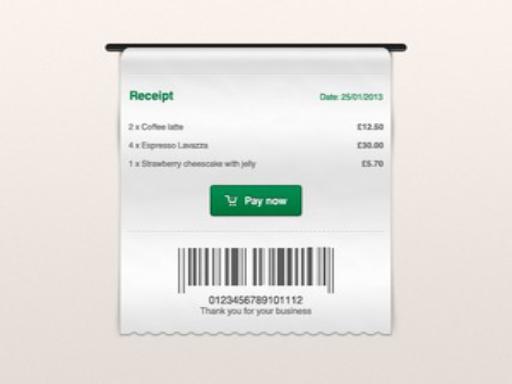 Receipt Date: 25/01/2013
2 x Coffee latte £12.50
4 x Espresso Lavazza £30.00
1 x Strawberry cheesecake with jelly £5.70
Pay now
0123456789101112
Thank you for your business